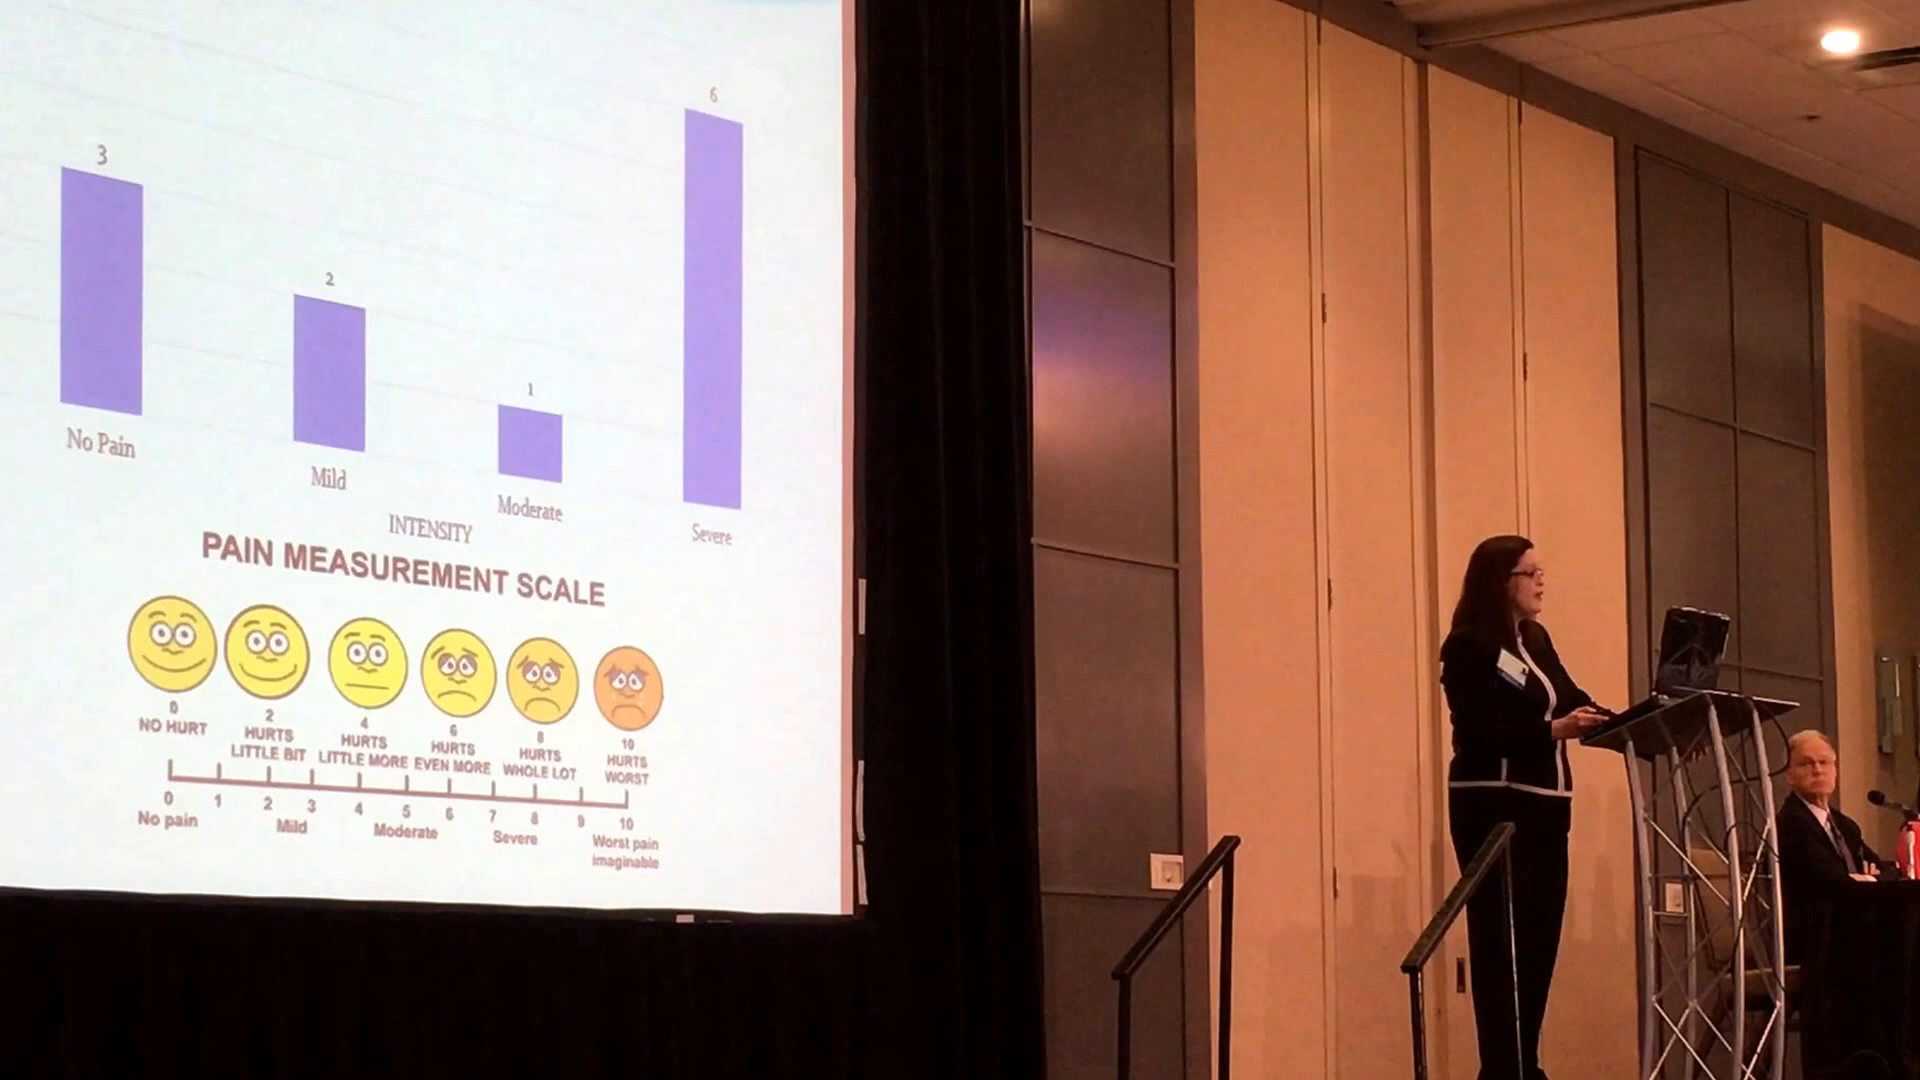 3
2
1
6
No Pain
Mild
Moderate
Severe
INTENSITY
PAIN MEASUREMENT SCALE
0
NO HURT
2
HURTS
LITTLE BIT
4
HURTS
LITTLE MORE
6
HURTS
EVEN MORE
8
HURTS
WHOLE LOT
10
HURTS
WORST
0 1 2 3 4 5 6 7 8 9 10
No pain
Mild
Moderate
Severe
Worst pain
imaginable